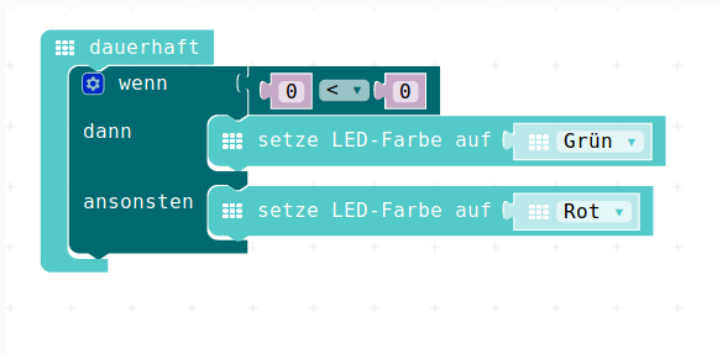 dauerhaft
wenn 0 < 0
dann setze LED-Farbe auf Grün
ansonsten setze LED-Farbe auf Rot